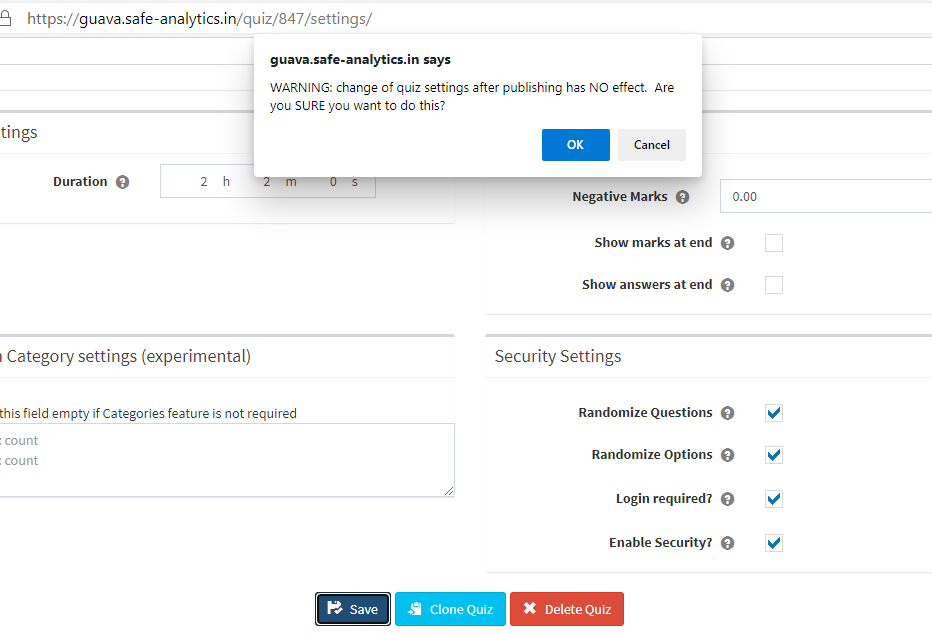 https://guava.safe-analytics.in/quiz/847/settings/
guava.safe-analytics.in says
WARNING: change of quiz settings after publishing has NO effect. Are
you SURE you want to do this?
OK Cancel
tings
Duration ? 2 h 2 m 0 s
Negative Marks ? 0.00
Show marks at end ?
Show answers at end ?
Category settings (experimental)
this field empty if Categories feature is not required
: count
: count
Security Settings
Randomize Questions ?
Randomize Options ?
Login required? ?
Enable Security? ?
Save Clone Quiz Delete Quiz